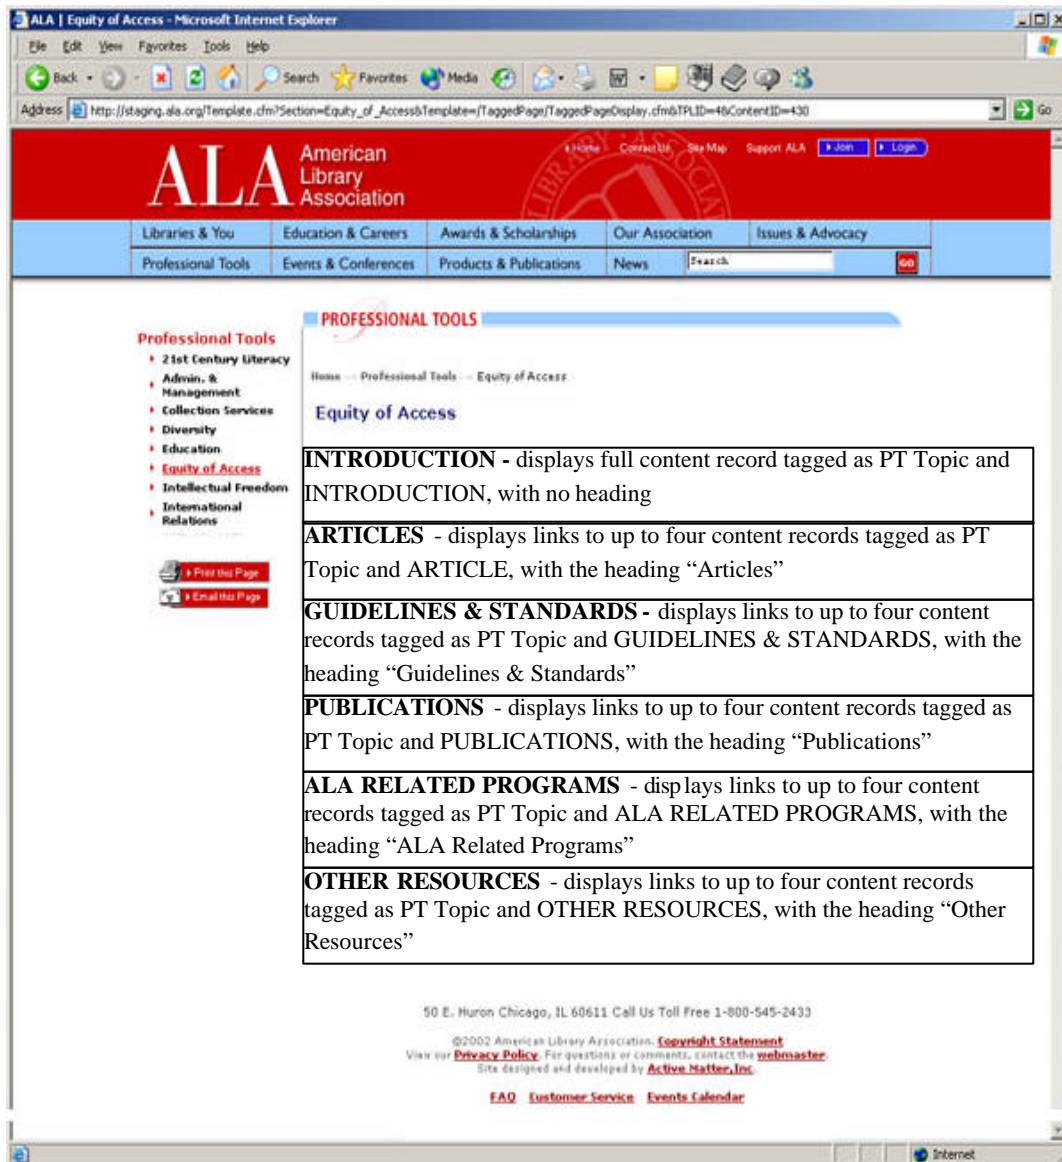 ALA | Equity of Access - Microsoft Internet Explorer
File Edit View Favorites Tools Help
Back Search Favorites Media
Address http://staging.ala.org/Template.cfm?Section=Equity_of_Access&Template=/TaggedPage/TaggedPageDisplay.cfm&TPLID=4&ContentID=430 Go
ALA American
Library
Association
Home Contact Us Site Map Support ALA Join Login
Libraries & You Education & Careers Awards & Scholarships Our Association Issues & Advocacy
Professional Tools Events & Conferences Products & Publications News Search GO
PROFESSIONAL TOOLS
Professional Tools
21st Century Literacy
Admin. &
Management
Collection Services
Diversity
Education
Equity of Access
Intellectual Freedom
International
Relations
Print this Page
Email this Page
Home Professional Tools Equity of Access
Equity of Access
INTRODUCTION - displays full content record tagged as PT Topic and
INTRODUCTION, with no heading
ARTICLES - displays links to up to four content records tagged as PT
Topic and ARTICLE, with the heading “Articles”
GUIDELINES & STANDARDS - displays links to up to four content
records tagged as PT Topic and GUIDELINES & STANDARDS, with the
heading “Guidelines & Standards”
PUBLICATIONS - displays links to up to four content records tagged as
PT Topic and PUBLICATIONS, with the heading “Publications”
ALA RELATED PROGRAMS - displays links to up to four content
records tagged as PT Topic and ALA RELATED PROGRAMS, with the
heading “ALA Related Programs”
OTHER RESOURCES - displays links to up to four content records
tagged as PT Topic and OTHER RESOURCES, with the heading “Other
Resources”
50 E. Huron Chicago, IL 60611 Call Us Toll Free 1-800-545-2433
©2002 American Library Association. Copyright Statement
View our Privacy Policy. For questions or comments, contact the webmaster.
Site designed and developed by Active Matter, Inc.
FAQ Customer Service Events Calendar
Internet